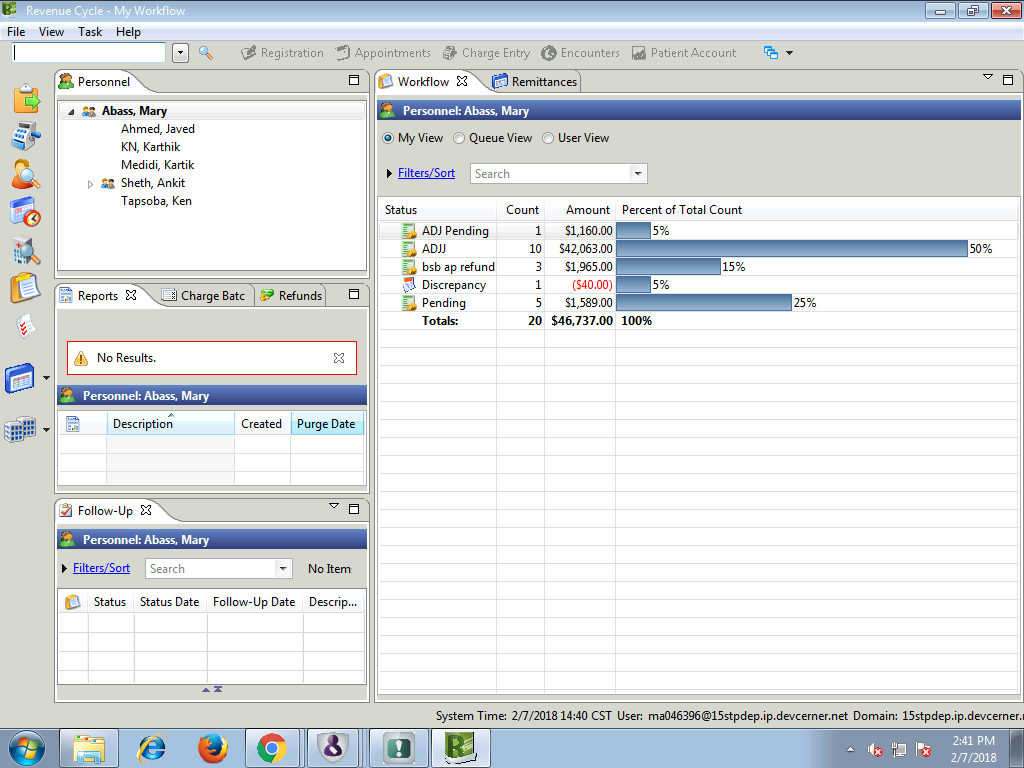 Revenue Cycle - My Workflow
File View Task Help
Registration Appointments Charge Entry Encounters Patient Account
Personnel
Abass, Mary
Ahmed, Javed
KN, Karthik
Medidi, Kartik
Sheth, Ankit
Tapsoba, Ken
Reports Charge Batc Refunds
No Results.
Personnel: Abass, Mary
Description Created Purge Date
Follow-Up
Personnel: Abass, Mary
Filters/Sort Search No Item
Status Status Date Follow-Up Date Descrip...
Workflow Remittances
Personnel: Abass, Mary
My View Queue View User View
Filters/Sort Search
Status Count Amount Percent of Total Count
ADJ Pending 1 $1,160.00 5%
ADJJ 10 $42,063.00 50%
bsb ap refund 3 $1,965.00 15%
Discrepancy 1 ($40.00) 5%
Pending 5 $1,589.00 25%
Totals: 20 $46,737.00 100%
System Time: 2/7/2018 14:40 CST User: ma046396@15stpdep.ip.devcerner.net Domain: 15stpdep.ip.devcerner.n
2:41 PM
2/7/2018